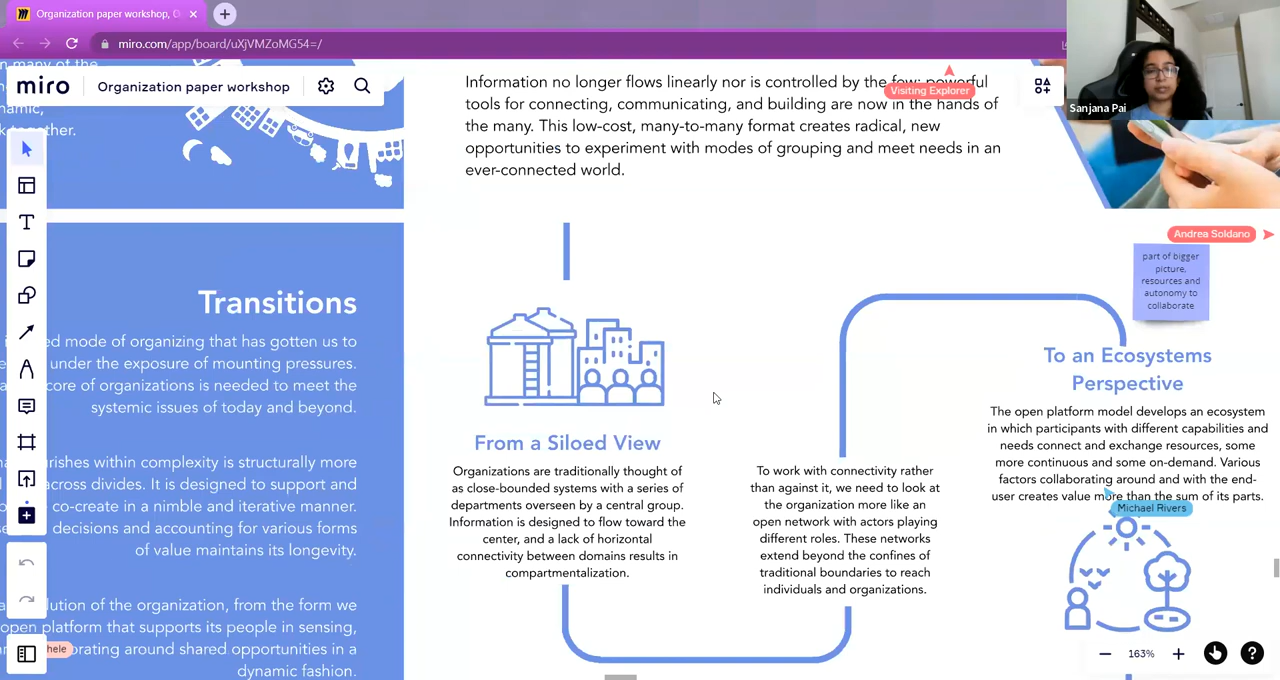 Organization paper workshop, O
miro.com/app/board/uXjVMZoMG54=/
n many of the
miro
Organization paper workshop
namic,
k together.
Information no longer flows linearly nor is controlled by the few: powerful
tools for connecting, communicating, and building are now in the hands of
the many. This low-cost, many-to-many format creates radical, new
opportunities to experiment with modes of grouping and meet needs in an
ever-connected world.
Visiting Explorer
Sanjana Pai
Andrea Soldano
part of bigger
picture,
resources and
autonomy to
collaborate
Transitions
ed mode of organizing that has gotten us to
under the exposure of mounting pressures.
core of organizations is needed to meet the
systemic issues of today and beyond.
urishes within complexity is structurally more
across divides. It is designed to support and
co-create in a nimble and iterative manner.
decisions and accounting for various forms
of value maintains its longevity.
lution of the organization, from the form we
open platform that supports its people in sensing,
orating around shared opportunities in a
dynamic fashion.
hele
From a Siloed View
Organizations are traditionally thought of
as close-bounded systems with a series of
departments overseen by a central group.
Information is designed to flow toward the
center, and a lack of horizontal
connectivity between domains results in
compartmentalization.
To work with connectivity rather
than against it, we need to look at
the organization more like an
open network with actors playing
different roles. These networks
extend beyond the confines of
traditional boundaries to reach
individuals and organizations.
To an Ecosystems
Perspective
The open platform model develops an ecosystem
in which participants with different capabilities and
needs connect and exchange resources, some
more continuous and some on-demand. Various
factors collaborating around and with the end-
user creates value more than the sum of its parts.
Michael Rivers
163%